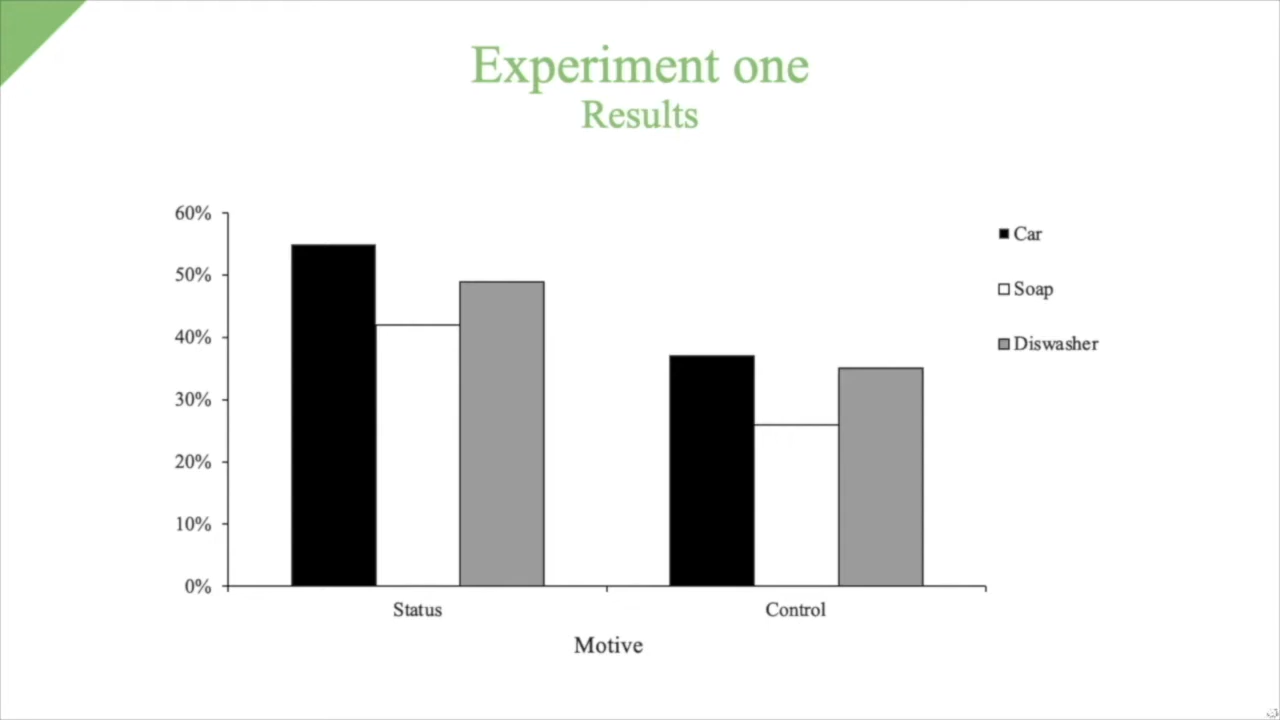 Experiment one
Results
60%
50%
40%
30%
20%
10%
0%
Status
Control
Motive
Car
Soap
Diswasher